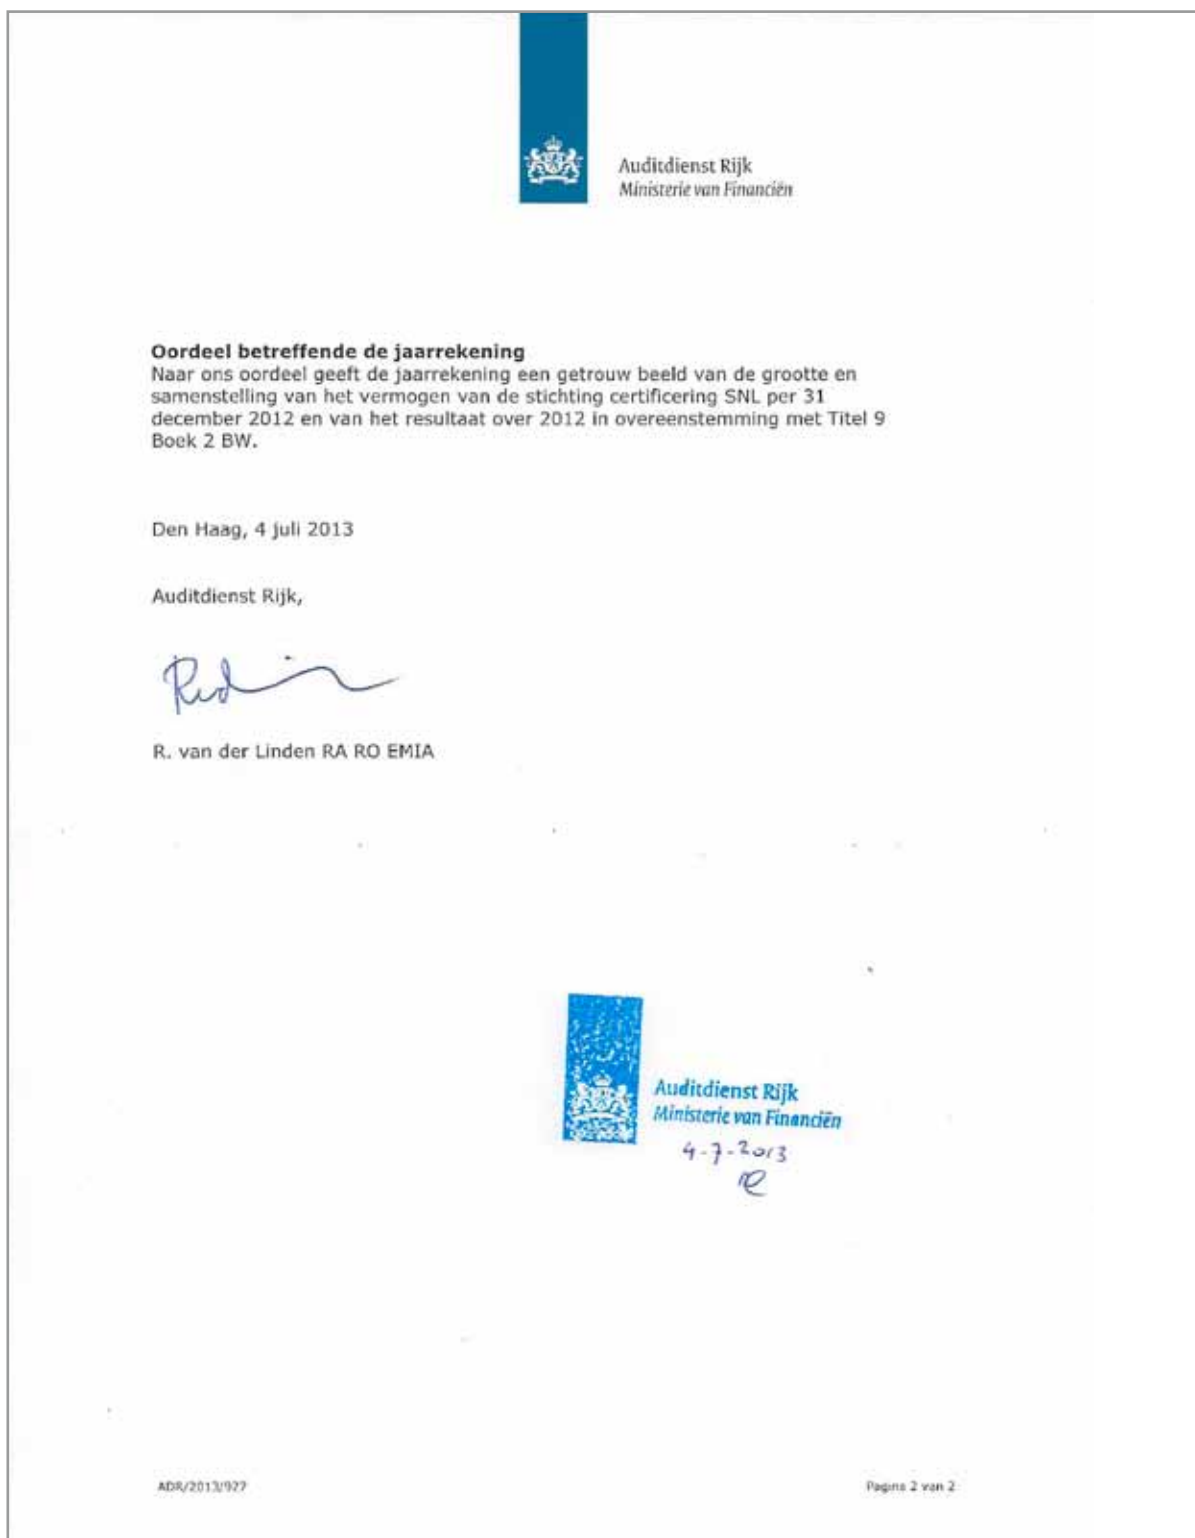 Auditdienst Rijk
Ministerie van Financiën
Oordeel betreffende de jaarrekening
Naar ons oordeel geeft de jaarrekening een getrouw beeld van de grootte en
samenstelling van het vermogen van de stichting certificering SNL per 31
december 2012 en van het resultaat over 2012 in overeenstemming met Titel 9
Boek 2 BW.
Den Haag, 4 juli 2013
Auditdienst Rijk,
R. van der Linden RA RO EMIA
Auditdienst Rijk
Ministerie van Financiën
4-7-2013
ADR/2013/927
Pagina 2 van 2